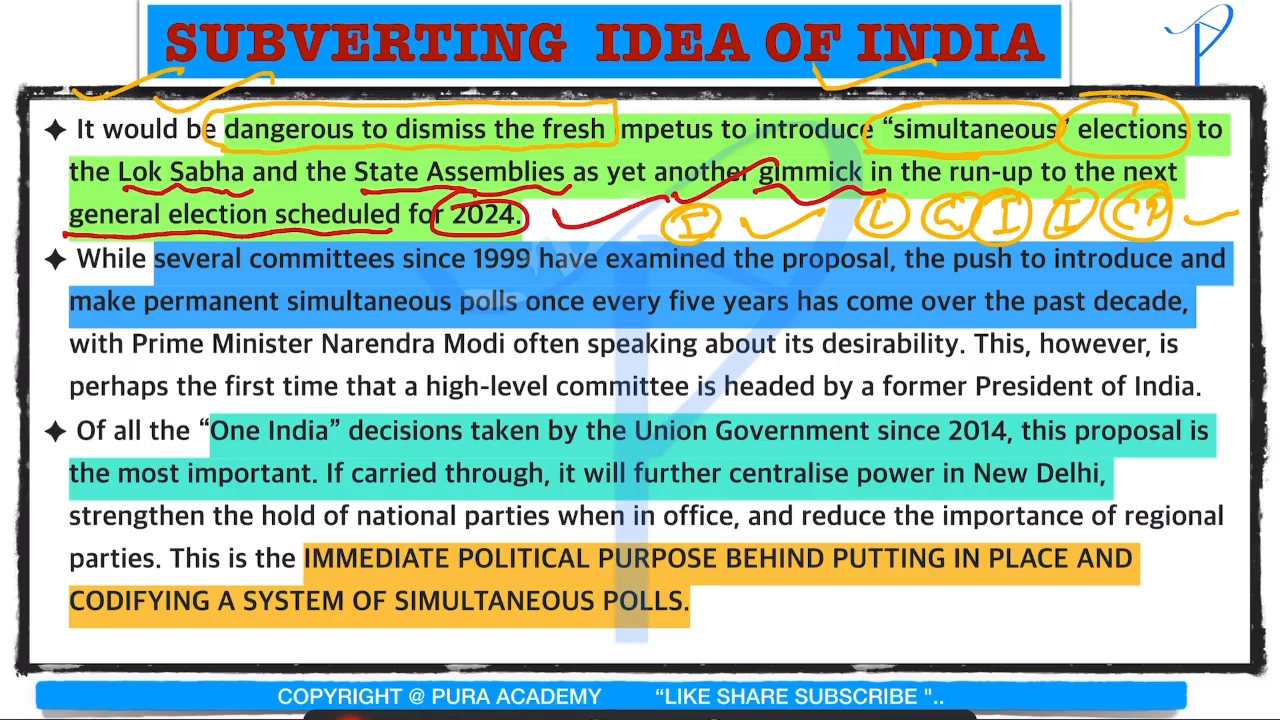 SUBVERTING IDEA OF INDIA
It would be dangerous to dismiss the fresh impetus to introduce “simultaneous” elections to
the Lok Sabha and the State Assemblies as yet another gimmick in the run-up to the next
general election scheduled for 2024.
I L G I I CP
While several committees since 1999 have examined the proposal, the push to introduce and
make permanent simultaneous polls once every five years has come over the past decade,
with Prime Minister Narendra Modi often speaking about its desirability. This, however, is
perhaps the first time that a high-level committee is headed by a former President of India.
Of all the “One India” decisions taken by the Union Government since 2014, this proposal is
the most important. If carried through, it will further centralise power in New Delhi,
strengthen the hold of national parties when in office, and reduce the importance of regional
parties. This is the IMMEDIATE POLITICAL PURPOSE BEHIND PUTTING IN PLACE AND
CODIFYING A SYSTEM OF SIMULTANEOUS POLLS.
COPYRIGHT @ PURA ACADEMY “LIKE SHARE SUBSCRIBE "..